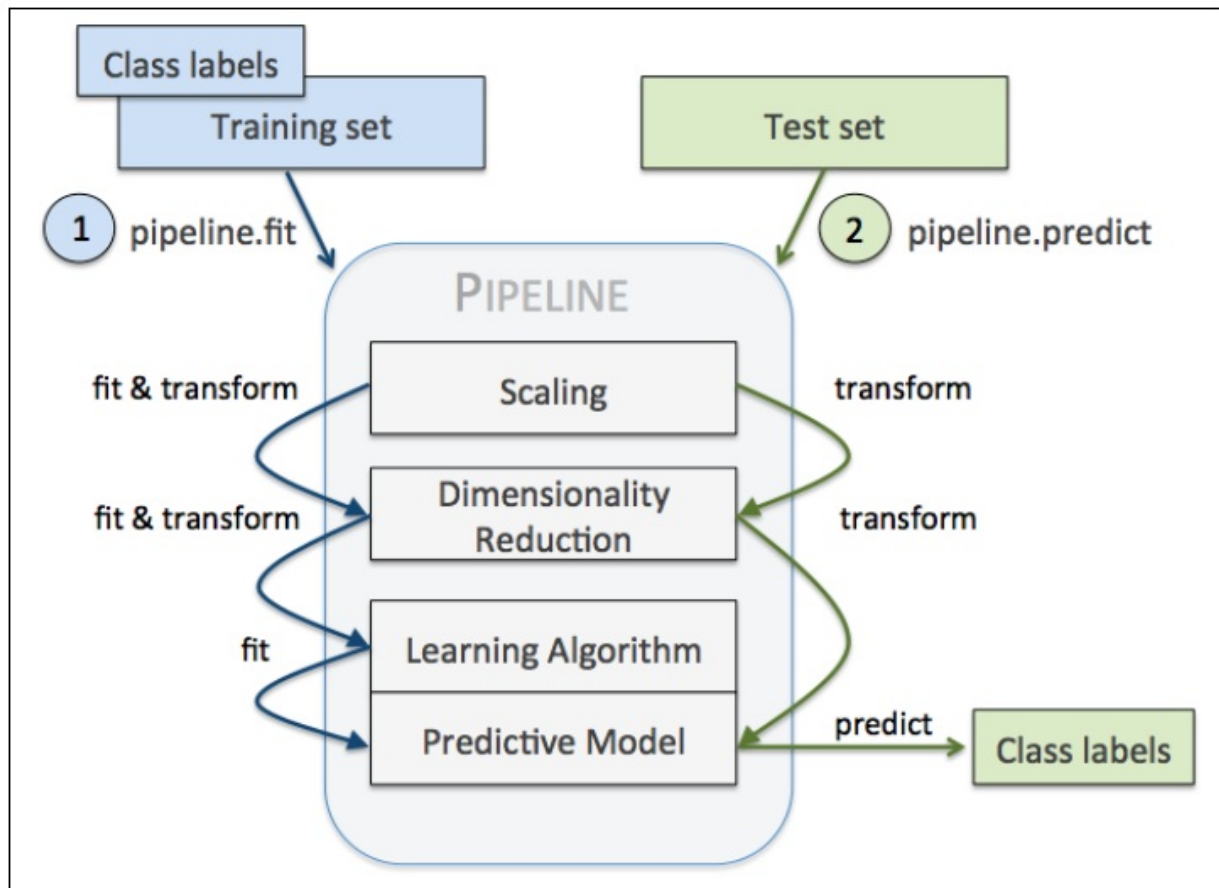 Class labels
Training set
Test set
1 pipeline.fit
2 pipeline.predict
PIPELINE
fit & transform
Scaling
transform
fit & transform
Dimensionality
Reduction
transform
fit
Learning Algorithm
Predictive Model
predict
Class labels